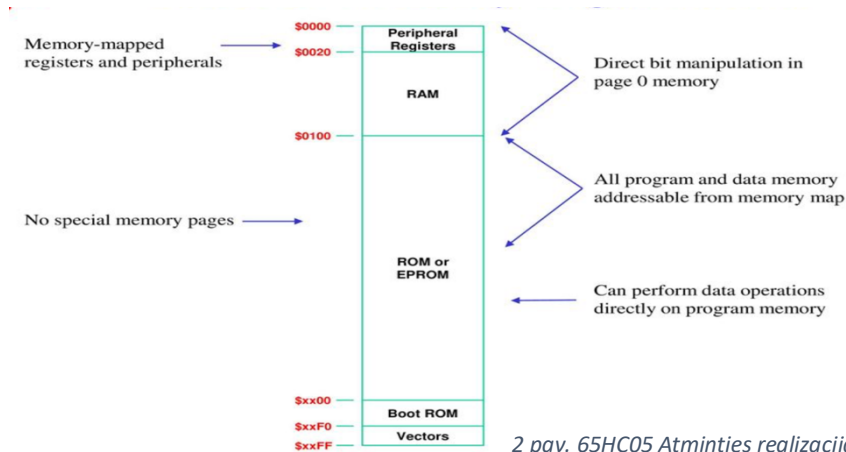 Memory-mapped
registers and peripherals
No special memory pages
$0000
Peripheral
Registers
$0020
RAM
$0100
ROM or
EPROM
$xx00
Boot ROM
$xxF0
Vectors
$xxFF
Direct bit manipulation in
page 0 memory
All program and data memory
addressable from memory map
Can perform data operations
directly on program memory
2 pav. 65HC05 Atminties